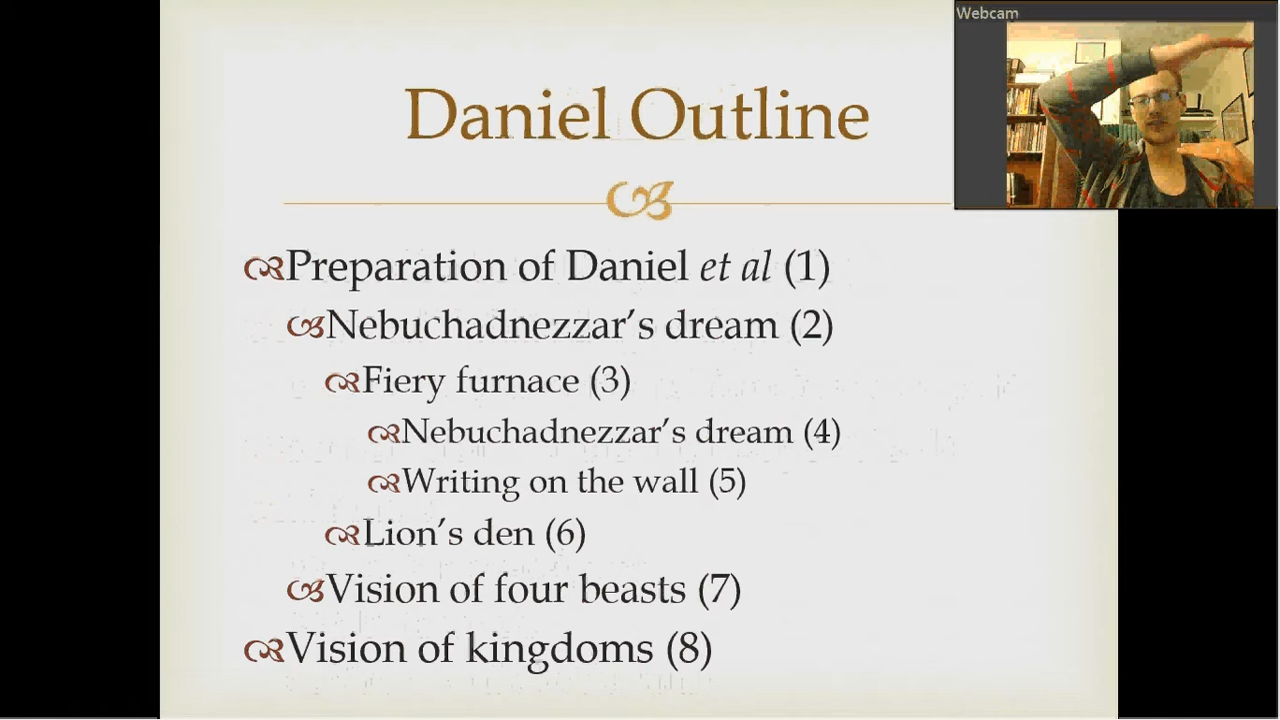 Webcam
Daniel Outline
Preparation of Daniel et al (1)
Nebuchadnezzar’s dream (2)
Fiery furnace (3)
Nebuchadnezzar’s dream (4)
Writing on the wall (5)
Lion’s den (6)
Vision of four beasts (7)
Vision of kingdoms (8)